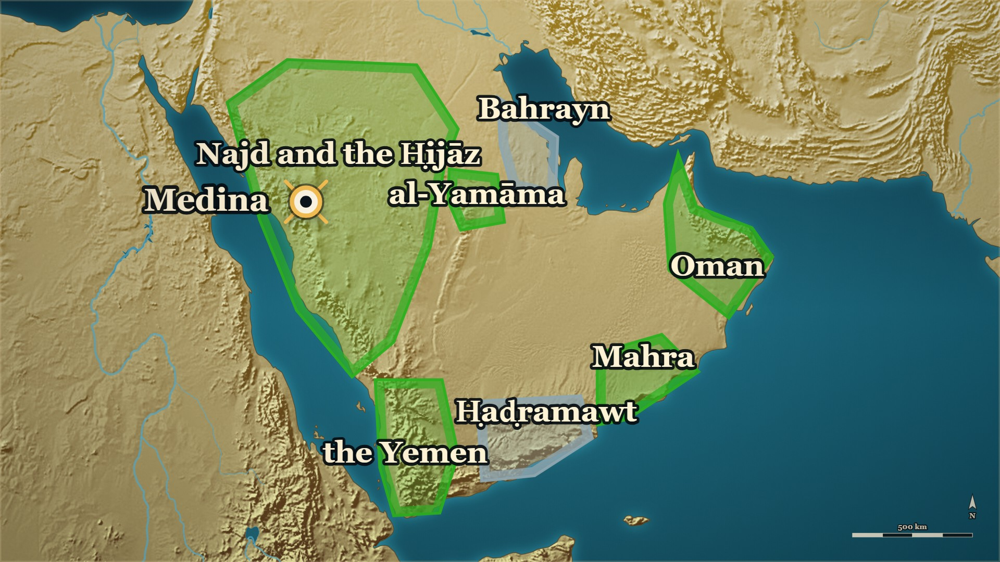 Bahrayn
Najd and the Ḥijāz
al-Yamāma
Medina
Oman
Mahra
Ḥaḍramawt
the Yemen
N
500 km